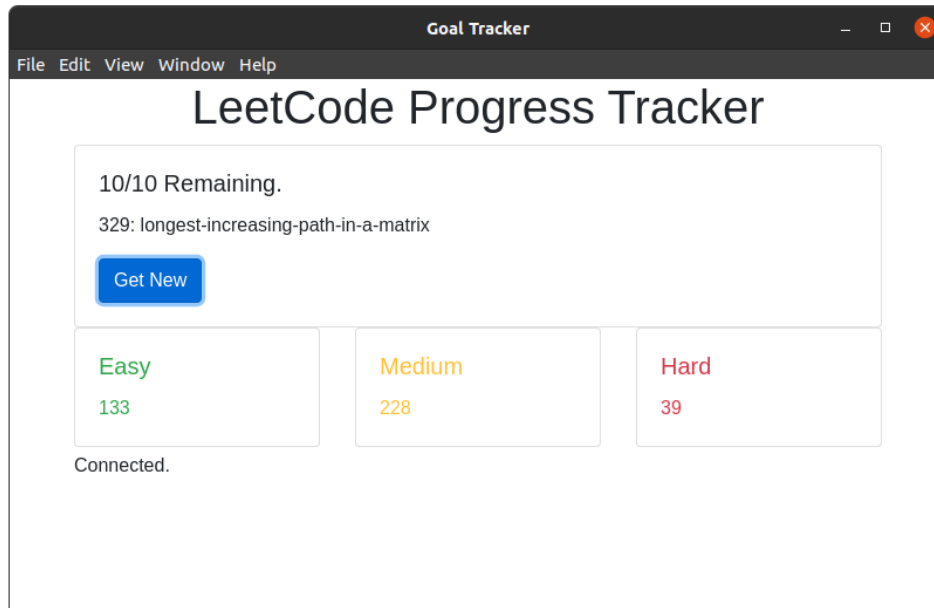 Goal Tracker
File Edit View Window Help
LeetCode Progress Tracker
10/10 Remaining.
329: longest-increasing-path-in-a-matrix
Get New
Easy
133
Medium
228
Hard
39
Connected.